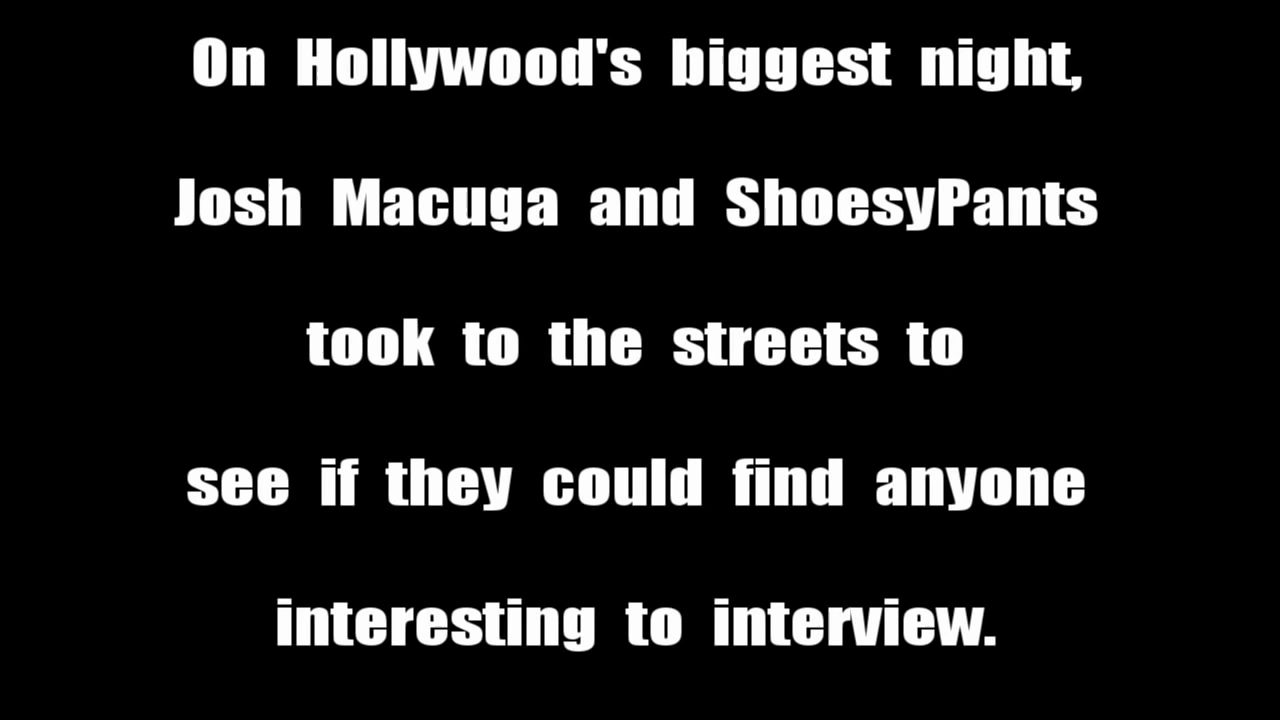 On Hollywood's biggest night,
Josh Macuga and ShoesyPants
took to the streets to
see if they could find anyone
interesting to interview.